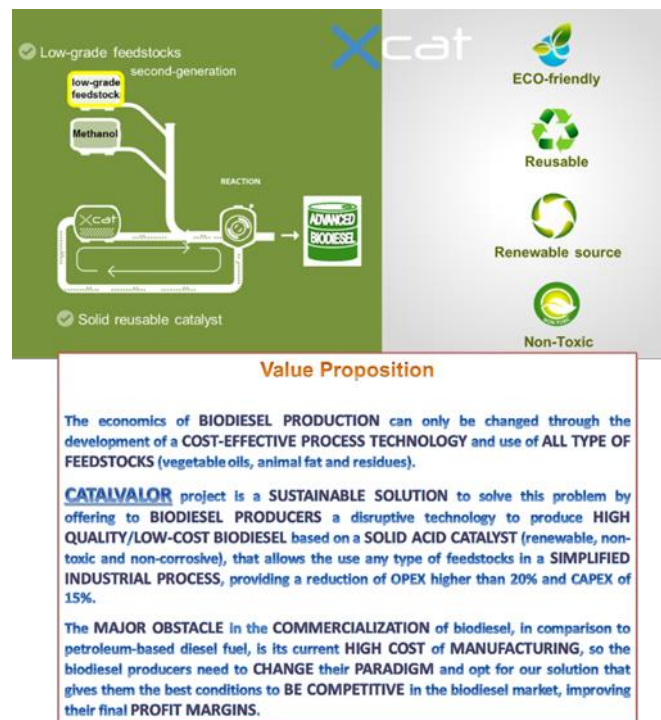 Low-grade feedstocks
second-generation
low-grade
feedstock
Methanol
REACTION
Xcat
ADVANCED
BIODIESEL
Solid reusable catalyst
Xcat
ECO-friendly
Reusable
Renewable source
NON TOXIC
Non-Toxic
Value Proposition
The economics of BIODIESEL PRODUCTION can only be changed through the
development of a COST-EFFECTIVE PROCESS TECHNOLOGY and use of ALL TYPE OF
FEEDSTOCKS (vegetable oils, animal fat and residues).
CATALVALOR project is a SUSTAINABLE SOLUTION to solve this problem by
offering to BIODIESEL PRODUCERS a disruptive technology to produce HIGH
QUALITY/LOW-COST BIODIESEL based on a SOLID ACID CATALYST (renewable, non-
toxic and non-corrosive), that allows the use any type of feedstocks in a SIMPLIFIED
INDUSTRIAL PROCESS, providing a reduction of OPEX higher than 20% and CAPEX of
15%.
The MAJOR OBSTACLE in the COMMERCIALIZATION of biodiesel, in comparison to
petroleum-based diesel fuel, is its current HIGH COST of MANUFACTURING, so the
biodiesel producers need to CHANGE their PARADIGM and opt for our solution that
gives them the best conditions to BE COMPETITIVE in the biodiesel market, improving
their final PROFIT MARGINS.